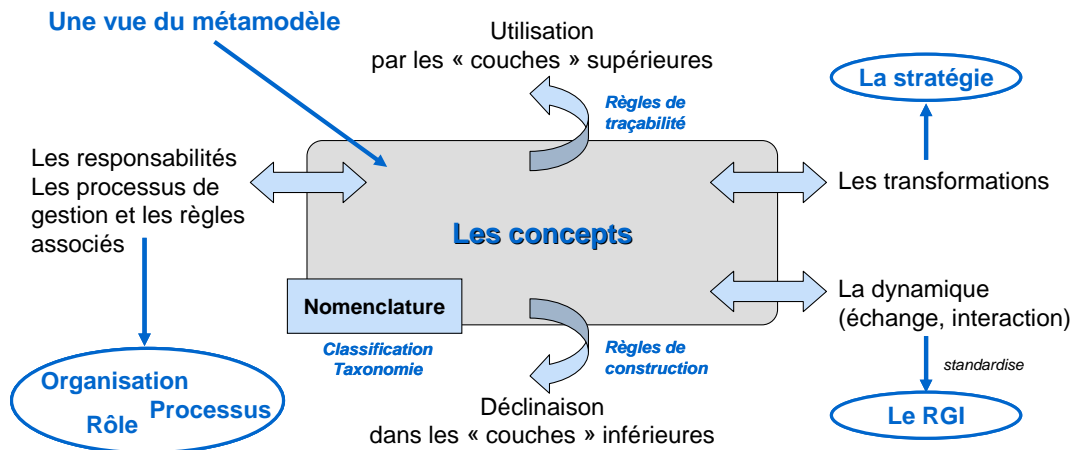 Une vue du métamodèle
Utilisation
par les « couches » supérieures
La stratégie
Règles de
traçabilité
Les responsabilités
Les processus de
gestion et les règles
associés
Les transformations
Les concepts
Nomenclature
Classification
Taxonomie
Règles de
construction
La dynamique
(échange, interaction)
standardise
Organisation
Processus
Rôle
Déclinaison
dans les « couches » inférieures
Le RGI